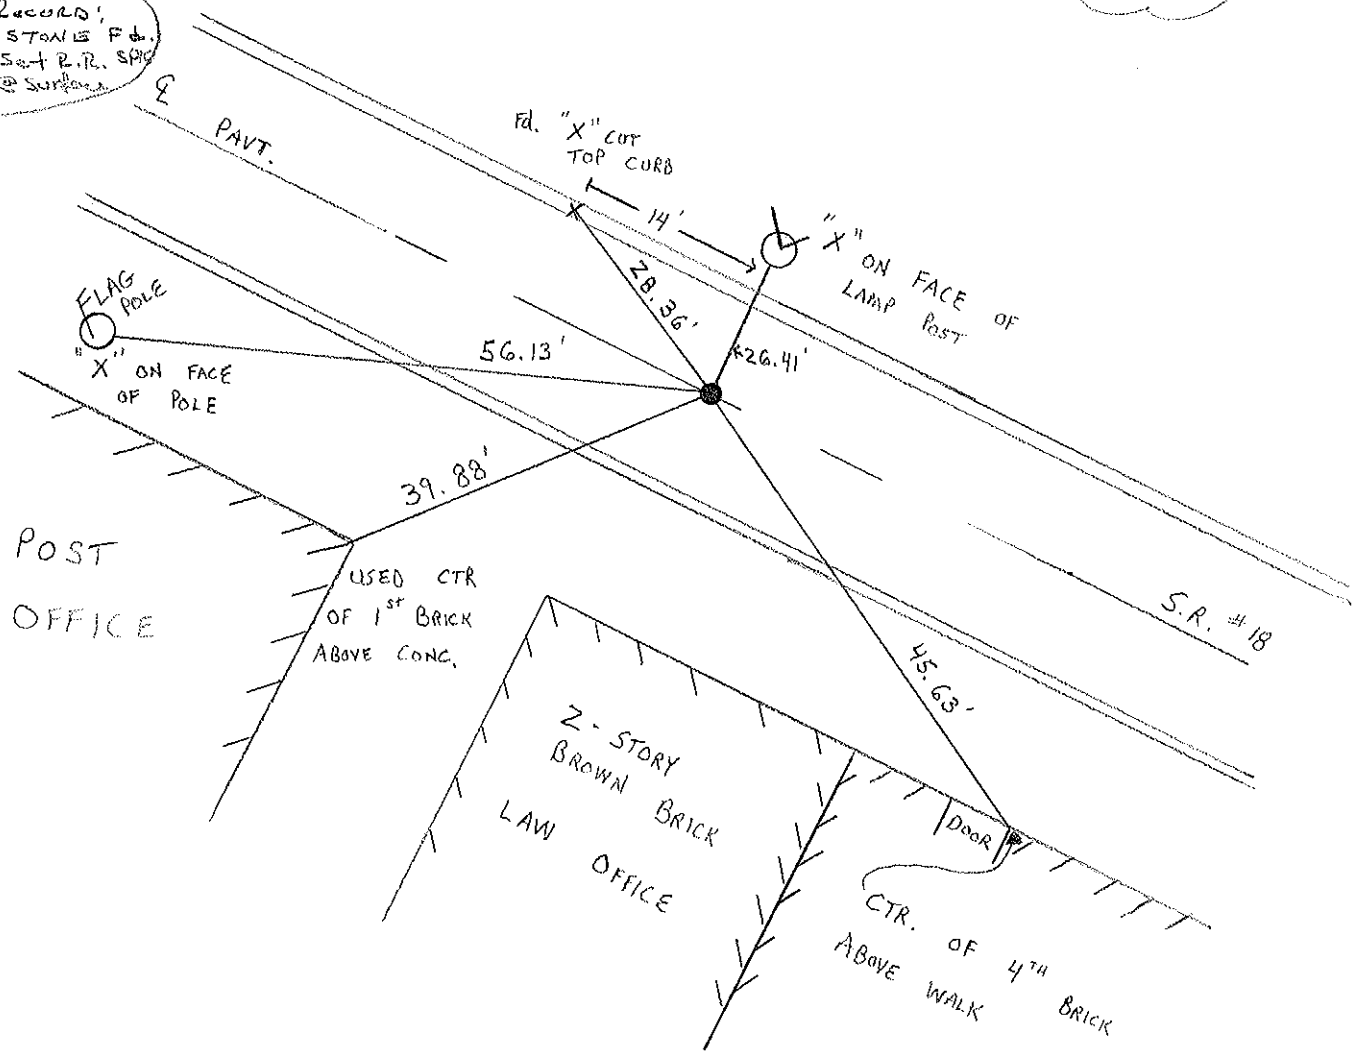 RECORD:
STONE Fd.
Set R.R. SPK
@ Surface
℄
PAVT.
Fd. "X" CUT
TOP CURB
14'
"X" ON FACE OF
LAMP POST
28.36'
*26.41'
FLAG
POLE
"X" ON FACE
OF POLE
56.13'
39.88'
POST
OFFICE
USED CTR
OF 1st BRICK
ABOVE CONC.
S.R. #18
45.63'
2-STORY
BROWN BRICK
LAW OFFICE
DOOR
CTR. OF 4TH BRICK
ABOVE WALK